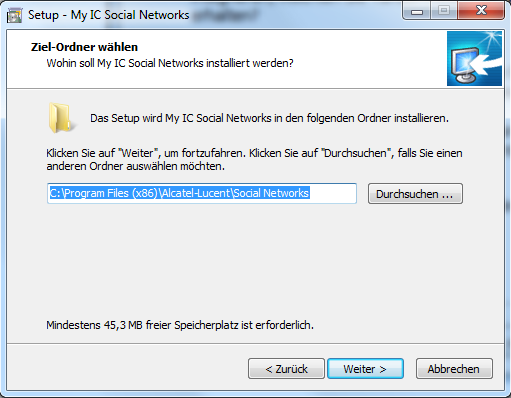 erhalten?
Setup - My IC Social Networks
Ziel-Ordner wählen
Wohin soll My IC Social Networks installiert werden?
Das Setup wird My IC Social Networks in den folgenden Ordner installieren.
Klicken Sie auf "Weiter", um fortzufahren. Klicken Sie auf "Durchsuchen", falls Sie einen
anderen Ordner auswählen möchten.
C:\Program Files (x86)\Alcatel-Lucent\Social Networks
Durchsuchen ...
Mindestens 45,3 MB freier Speicherplatz ist erforderlich.
< Zurück
Weiter >
Abbrechen